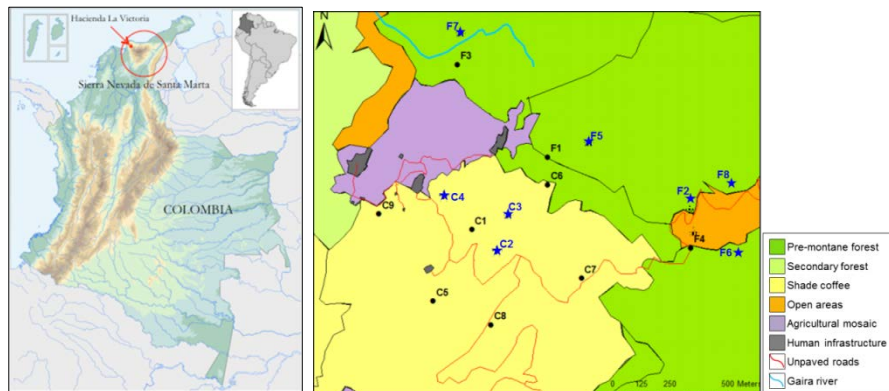 Hacienda La Victoria
Sierra Nevada de Santa Marta
COLOMBIA
N
F7
F3
F5
F1
C6
F8
F2
C4
C3
C9
C1
F4
C2
F6
C7
C5
C8
0 125 250 500 Meters
Pre-montane forest
Secondary forest
Shade coffee
Open areas
Agricultural mosaic
Human infrastructure
Unpaved roads
Gaira river